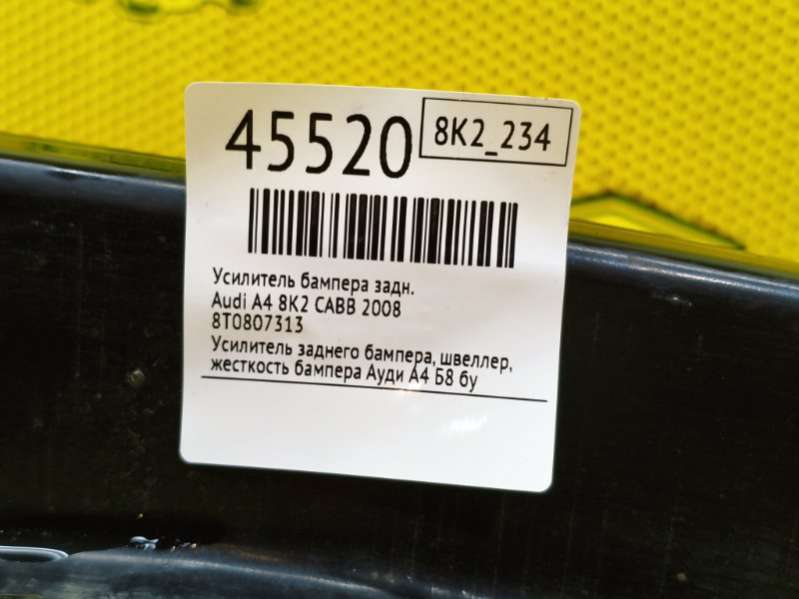 45520
8K2_234
Усилитель бампера задн.
Audi A4 8K2 CABB 2008
8T0807313
Усилитель заднего бампера, швеллер,
жесткость бампера Ауди А4 Б8 бу